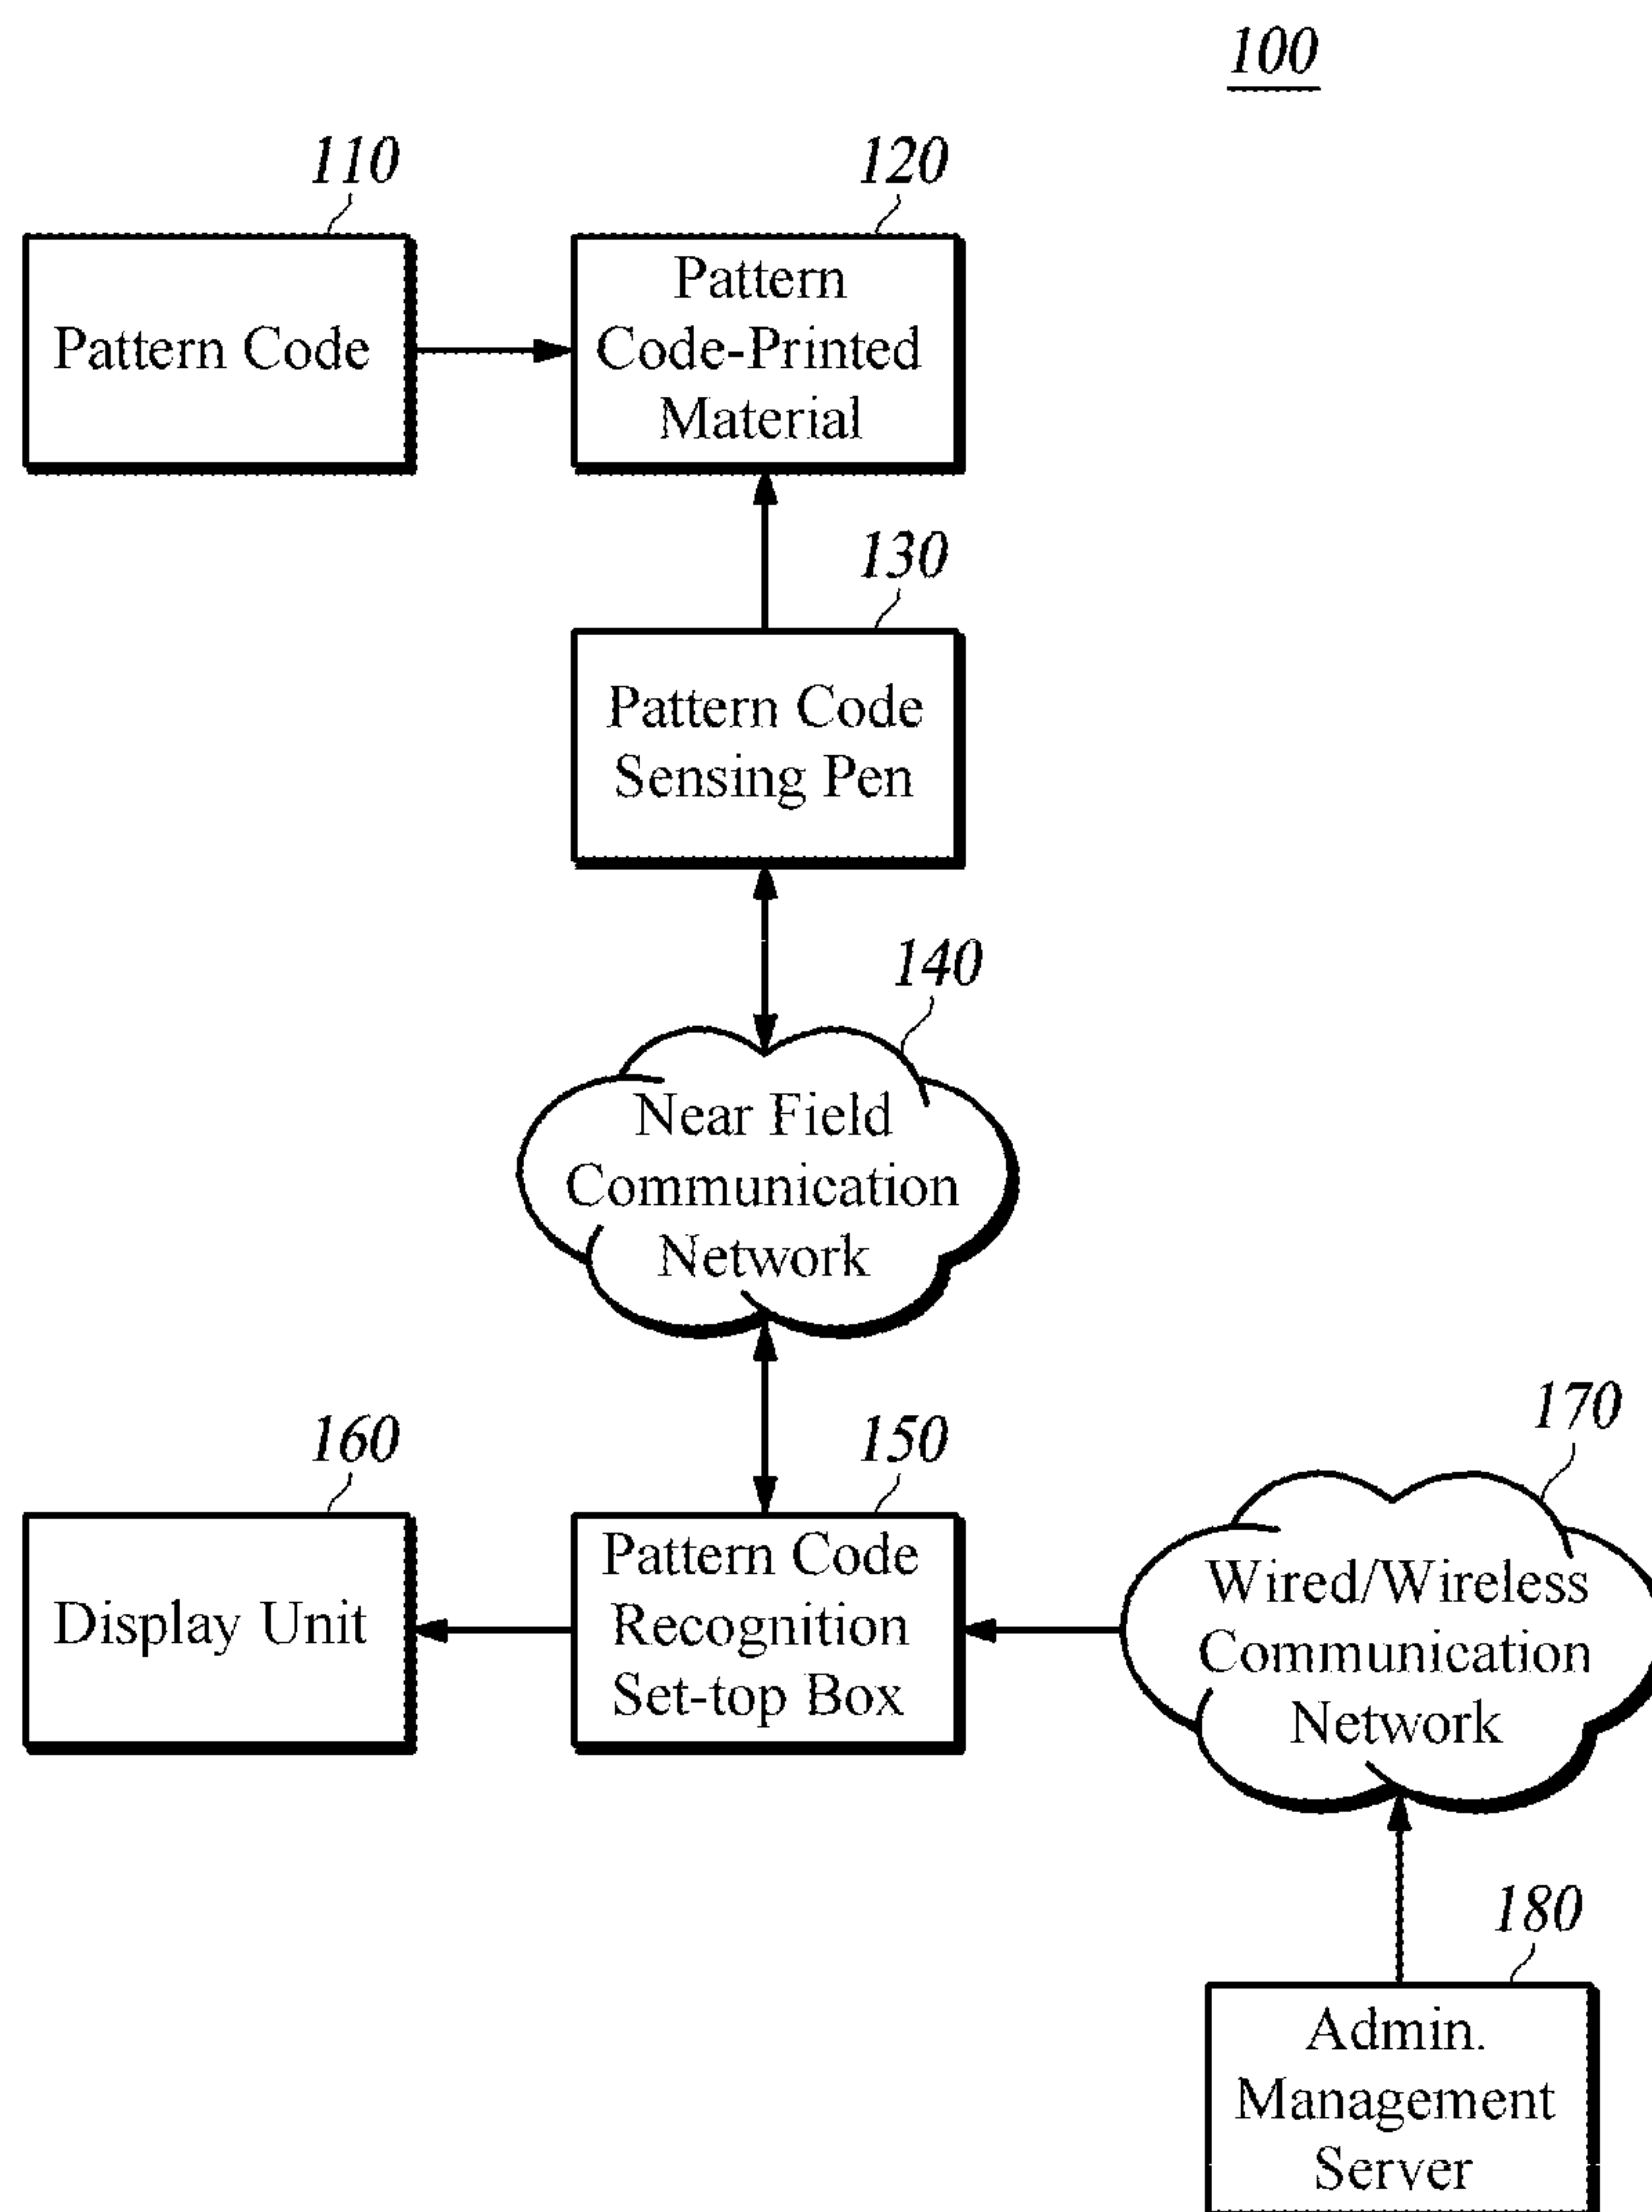 100
110
Pattern Code
120
Pattern
Code-Printed
Material
130
Pattern Code
Sensing Pen
140
Near Field
Communication
Network
160
Display Unit
150
Pattern Code
Recognition
Set-top Box
170
Wired/Wireless
Communication
Network
180
Admin.
Management
Server